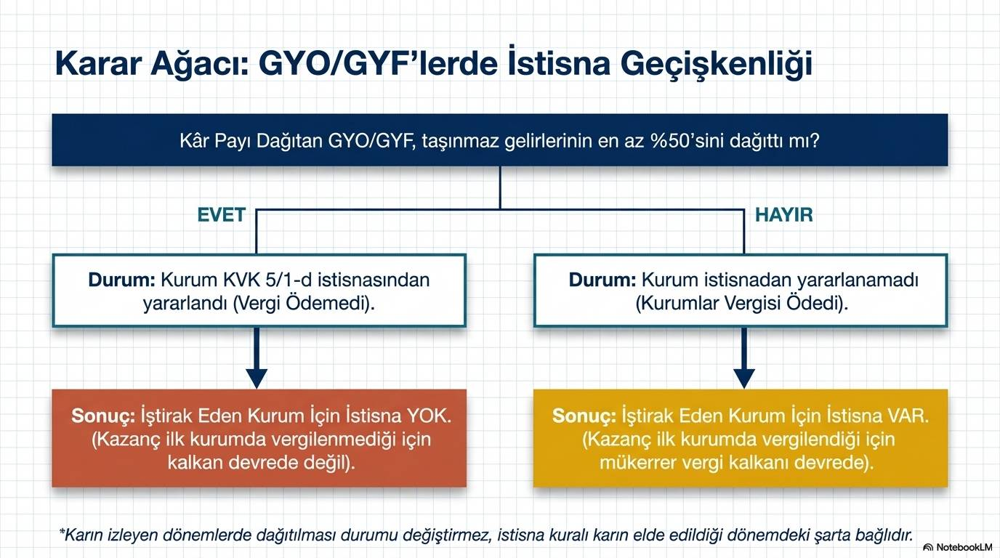 Karar Ağacı: GYO/GYF’lerde İstisna Geçişkenliği
Kâr Payı Dağıtan GYO/GYF, taşınmaz gelirlerinin en az %50’sini dağıttı mı?
EVET
HAYIR
Durum: Kurum KVK 5/1-d istisnasından
yararlandı (Vergi Ödemedi).
Durum: Kurum istisnadan yararlanamadı
(Kurumlar Vergisi Ödedi).
Sonuç: İştirak Eden Kurum İçin İstisna YOK.
(Kazanç ilk kurumda vergilenmediği için
kalkan devrede değil).
Sonuç: İştirak Eden Kurum İçin İstisna VAR.
(Kazanç ilk kurumda vergilendiği için
mükerrer vergi kalkanı devrede).
*Karın izleyen dönemlerde dağıtılması durumu değiştirmez, istisna kuralı karın elde edildiği dönemdeki şarta bağlıdır.
NotebookLM